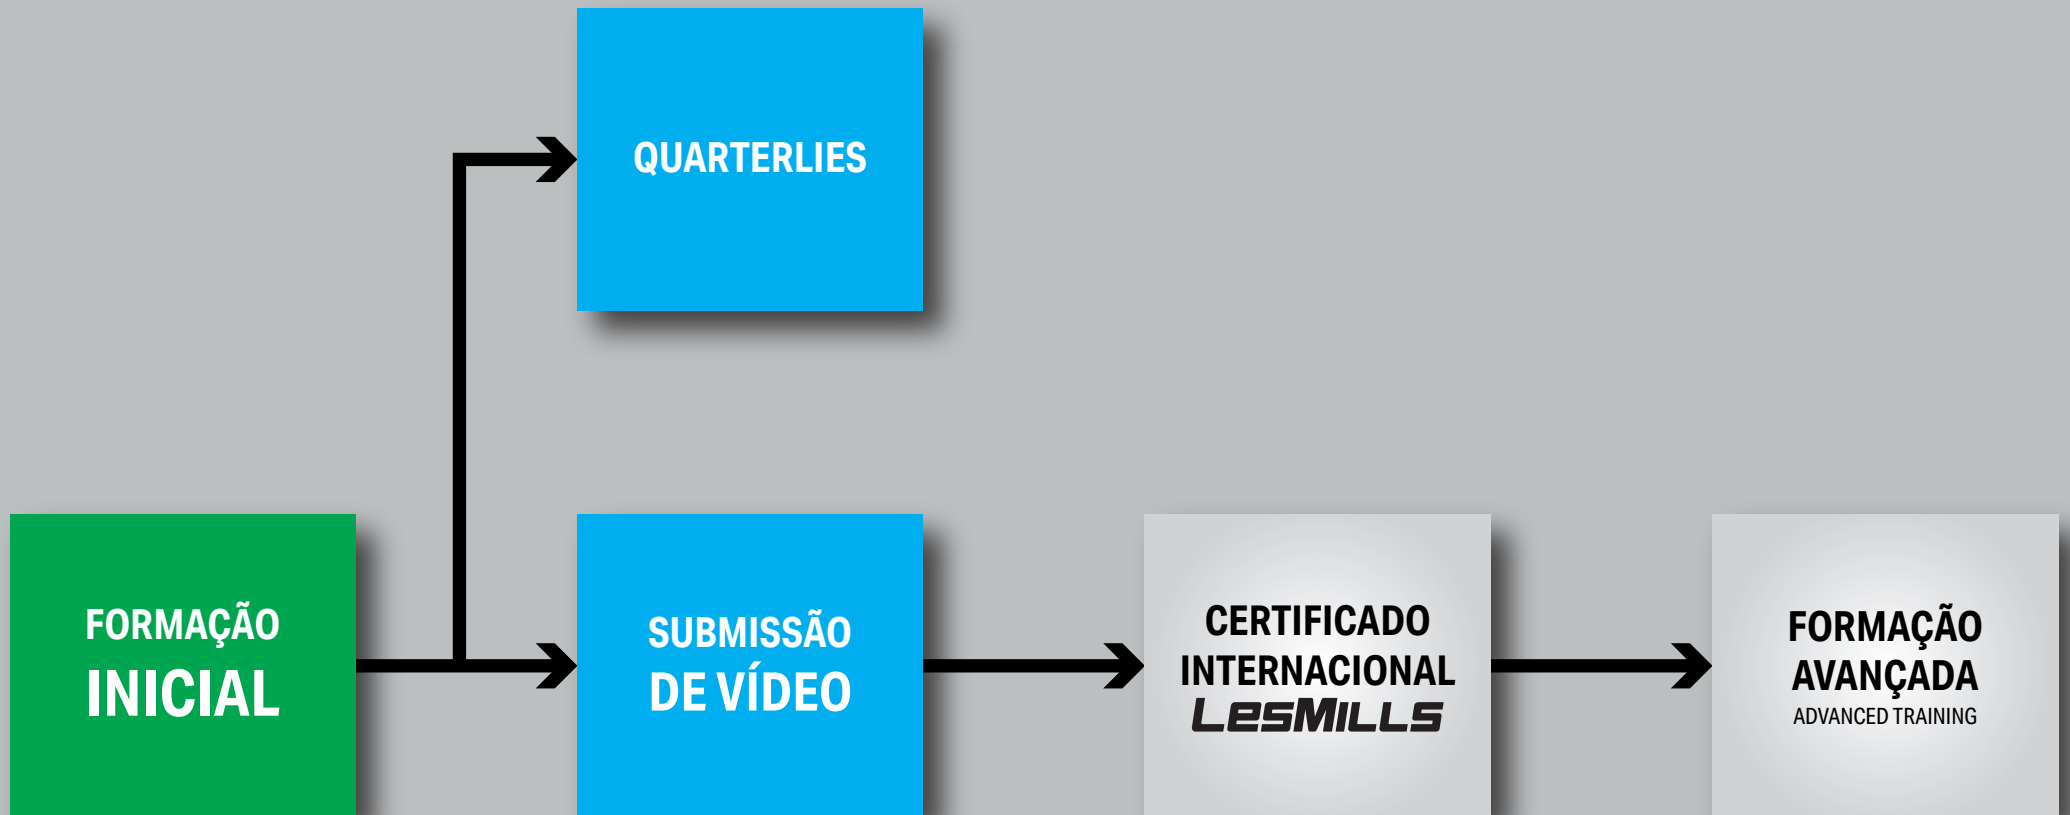 QUARTERLIES
FORMAÇÃO
INICIAL
SUBMISSÃO
DE VÍDEO
CERTIFICADO
INTERNACIONAL
LesMills
FORMAÇÃO
AVANÇADA
ADVANCED TRAINING